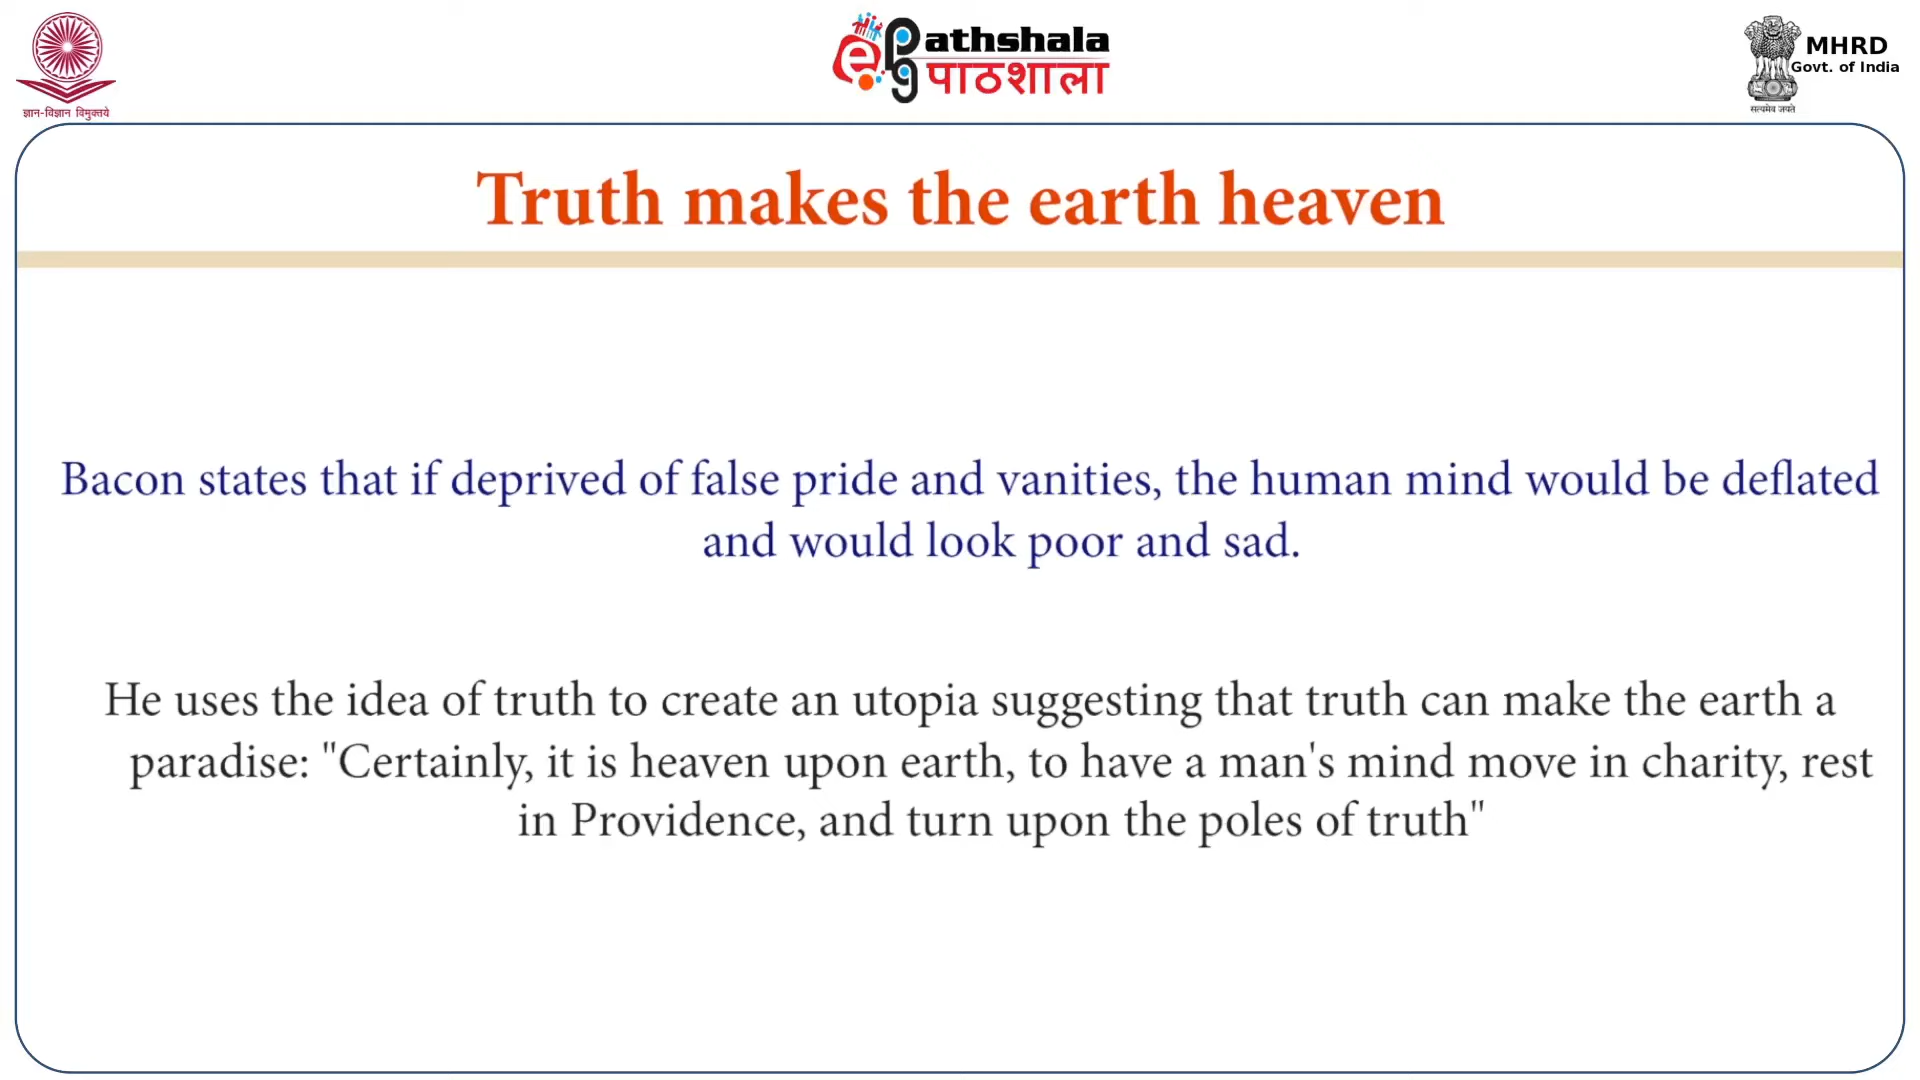 ज्ञान-विज्ञान विमुक्तये
e Pathshala
पाठशाला
MHRD
Govt. of India
सत्यमेव जयते
Truth makes the earth heaven
Bacon states that if deprived of false pride and vanities, the human mind would be deflated
and would look poor and sad.
He uses the idea of truth to create an utopia suggesting that truth can make the earth a
paradise: "Certainly, it is heaven upon earth, to have a man's mind move in charity, rest
in Providence, and turn upon the poles of truth"